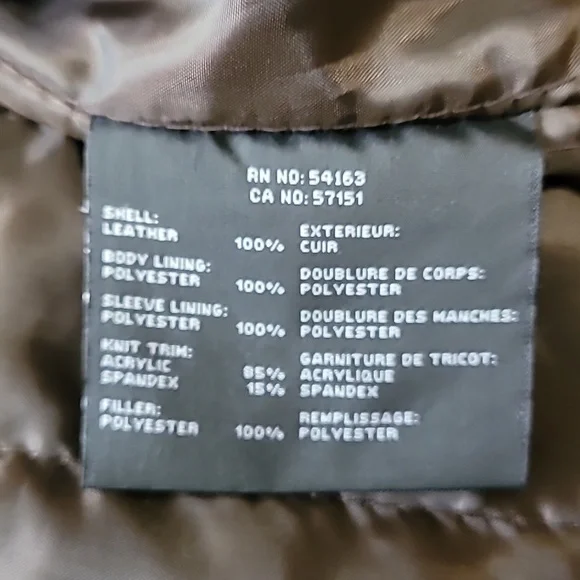 RN NO: 54163
CA NO: 57151
SHELL:
LEATHER 100%
EXTERIEUR:
CUIR
BODY LINING:
POLYESTER 100%
DOUBLURE DE CORPS:
POLYESTER
SLEEVE LINING:
POLYESTER 100%
DOUBLURE DES MANCHES:
POLYESTER
KNIT TRIM:
ACRYLIC 85%
SPANDEX 15%
GARNITURE DE TRICOT:
ACRYLIQUE
SPANDEX
FILLER:
POLYESTER 100%
REMPLISSAGE:
POLYESTER